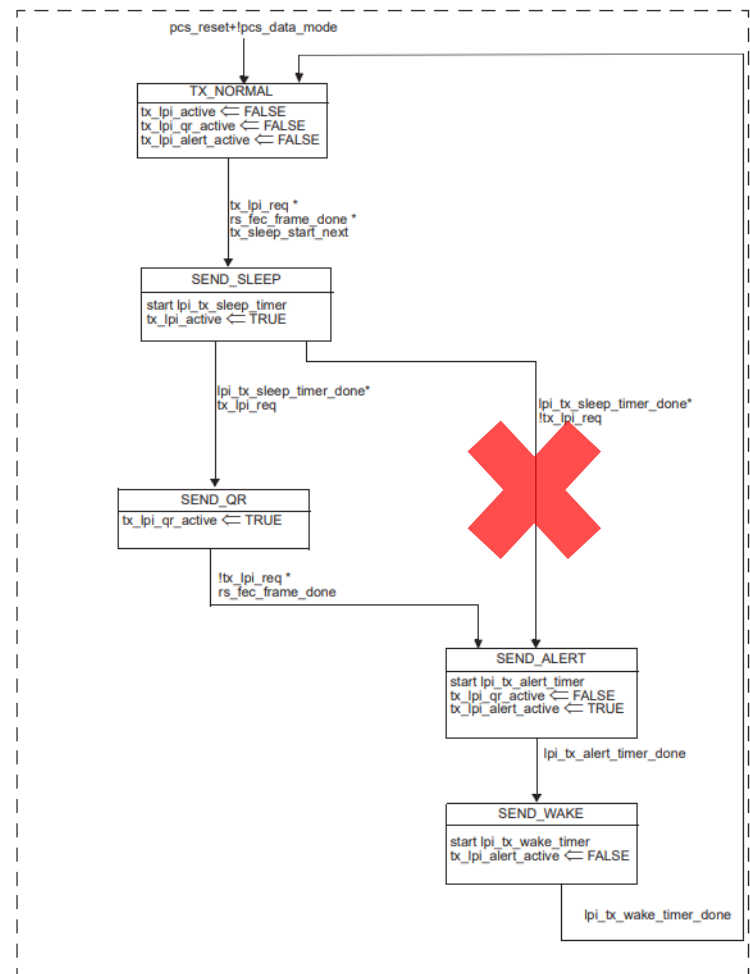 pcs_reset+!pcs_data_mode
TX_NORMAL
tx_lpi_active ⇐ FALSE
tx_lpi_qr_active ⇐ FALSE
tx_lpi_alert_active ⇐ FALSE
tx_lpi_req *
rs_fec_frame_done *
tx_sleep_start_next
SEND_SLEEP
start lpi_tx_sleep_timer
tx_lpi_active ⇐ TRUE
lpi_tx_sleep_timer_done*
tx_lpi_req
lpi_tx_sleep_timer_done*
!tx_lpi_req
SEND_QR
tx_lpi_qr_active ⇐ TRUE
!tx_lpi_req *
rs_fec_frame_done
SEND_ALERT
start lpi_tx_alert_timer
tx_lpi_qr_active ⇐ FALSE
tx_lpi_alert_active ⇐ TRUE
lpi_tx_alert_timer_done
SEND_WAKE
start lpi_tx_wake_timer
tx_lpi_alert_active ⇐ FALSE
lpi_tx_wake_timer_done